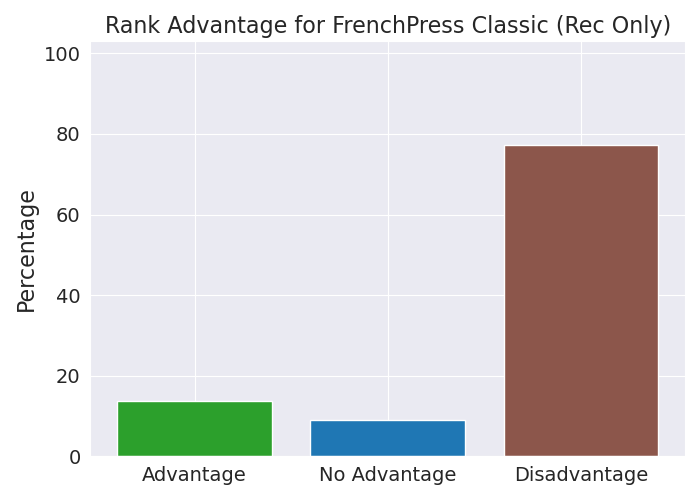 Rank Advantage for FrenchPress Classic (Rec Only)
Percentage
100
80
60
40
20
0
Advantage
No Advantage
Disadvantage